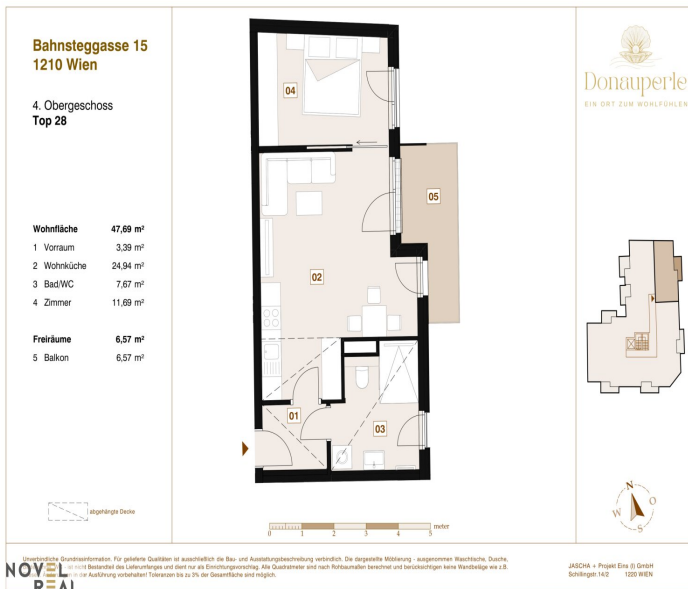 Bahnsteggasse 15
1210 Wien
4. Obergeschoss
Top 28
Wohnfläche 47,69 m²
1 Vorraum 3,39 m²
2 Wohnküche 24,94 m²
3 Bad/WC 7,67 m²
4 Zimmer 11,69 m²
Freiräume 6,57 m²
5 Balkon 6,57 m²
abgehängte Decke
04
05
02
01
03
0 1 2 3 4 5 meter
Donauperle
EIN ORT ZUM WOHLFÜHLEN
N
W O
S
Unverbindliche Grundrissinformation. Für gelieferte Qualitäten ist ausschließlich die Bau- und Ausstattungsbeschreibung verbindlich. Die dargestellte Möblierung - ausgenommen Waschtische, Dusche,
ist nicht Bestandteil des Lieferumfanges und dient nur als Einrichtungsvorschlag. Alle Quadratmeter sind nach Rohbaumaßen berechnet und berücksichtigen keine Wandbeläge wie z.B.
in der Ausführung vorbehalten! Toleranzen bis zu 3% der Gesamtfläche sind möglich.
NOVEL
REAL
JASCHA + Projekt Eins (I) GmbH
Schillingstr.14/2 1220 WIEN